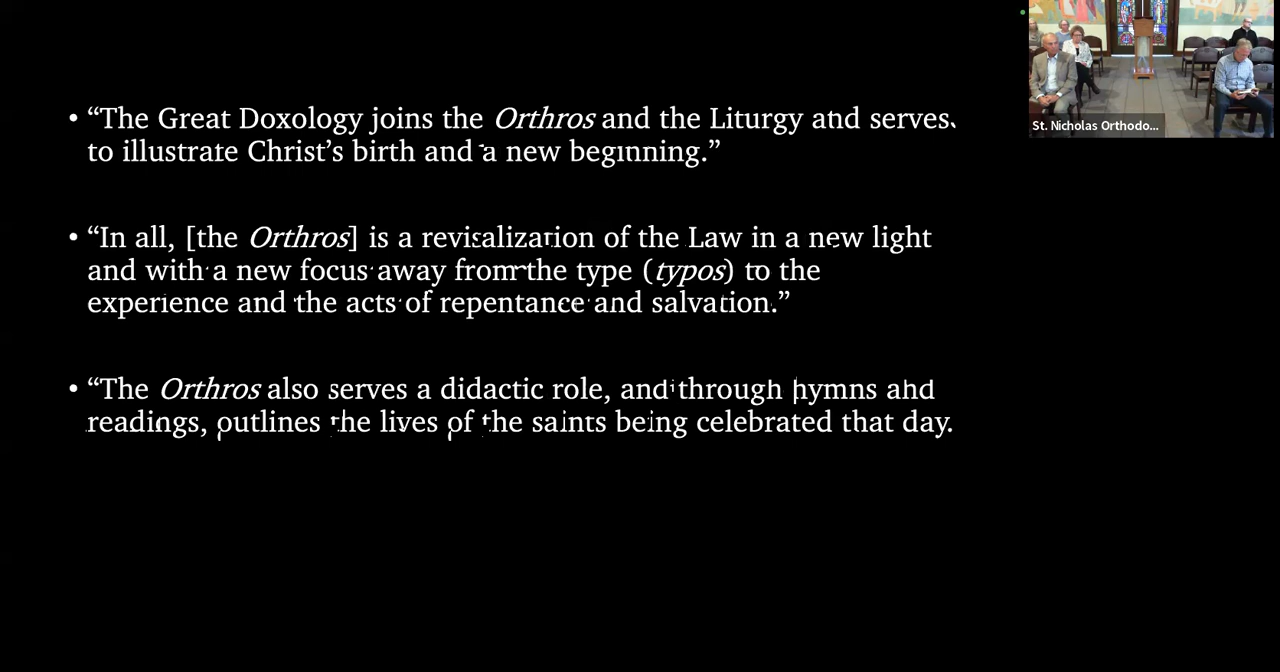 • “The Great Doxology joins the Orthros and the Liturgy and serves
to illustrate Christ’s birth and a new beginning.”
• “In all, [the Orthros] is a revisalization of the Law in a new light
and with a new focus away from the type (typos) to the
experience and the acts of repentance and salvation.”
• “The Orthros also serves a didactic role, and through hymns and
readings, outlines the lives of the saints being celebrated that day.
St. Nicholas Orthodo...